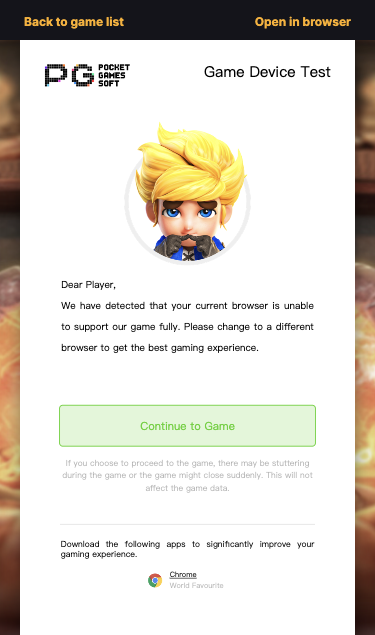 Back to game list
Open in browser
PG POCKET GAMES SOFT
Game Device Test
Dear Player,
We have detected that your current browser is unable
to support our game fully. Please change to a different
browser to get the best gaming experience.
Continue to Game
If you choose to proceed to the game, there may be stuttering
during the game or the game might close suddenly. This will not
affect the game data.
Download the following apps to significantly improve your
gaming experience.
Chrome
World Favourite